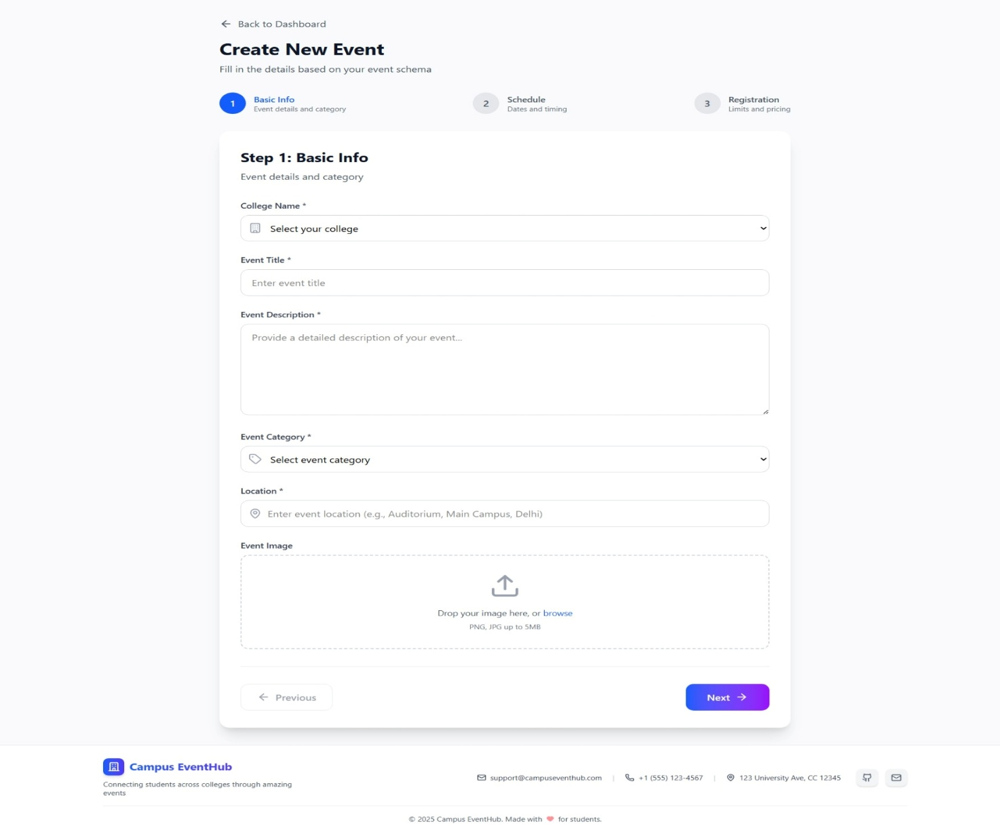 Back to Dashboard
Create New Event
Fill in the details based on your event schema
1
Basic Info
Event details and category
2
Schedule
Dates and timing
3
Registration
Limits and pricing
Step 1: Basic Info
Event details and category
College Name *
Select your college
Event Title *
Enter event title
Event Description *
Provide a detailed description of your event...
Event Category *
Select event category
Location *
Enter event location (e.g., Auditorium, Main Campus, Delhi)
Event Image
Drop your image here, or browse
PNG, JPG up to 5MB
Previous
Next
Campus EventHub
Connecting students across colleges through amazing
events
support@campuseventhub.com | +1 (555) 123-4567 | 123 University Ave, CC 12345
© 2025 Campus EventHub. Made with ❤ for students.